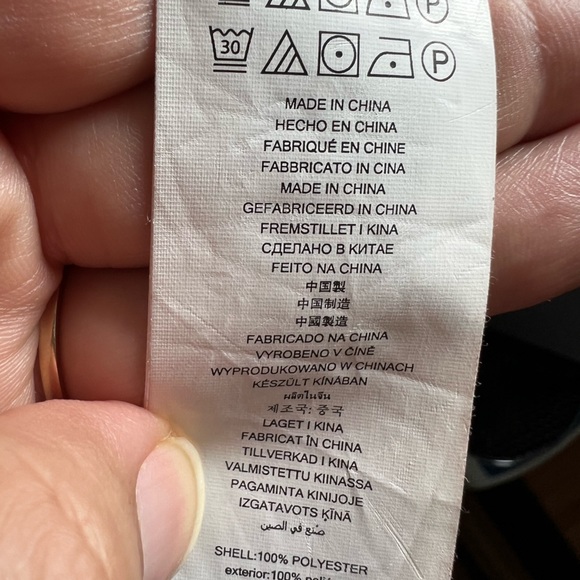 P
30 P
MADE IN CHINA
HECHO EN CHINA
FABRIQUÉ EN CHINE
FABBRICATO IN CINA
MADE IN CHINA
GEFABRICEERD IN CHINA
FREMSTILLET I KINA
СДЕЛАНО В КИТАЕ
FEITO NA CHINA
中国製
中国制造
中國製造
FABRICADO NA CHINA
VYROBENO V ČÍNĚ
WYPRODUKOWANO W CHINACH
KÉSZÜLT KÍNÁBAN
ผลิตในจีน
제조국: 중국
LAGET I KINA
FABRICAT ÎN CHINA
TILLVERKAD I KINA
VALMISTETTU KIINASSA
PAGAMINTA KINIJOJE
IZGATAVOTS ĶĪNĀ
صنع في الصين
SHELL:100% POLYESTER
exterior:100%